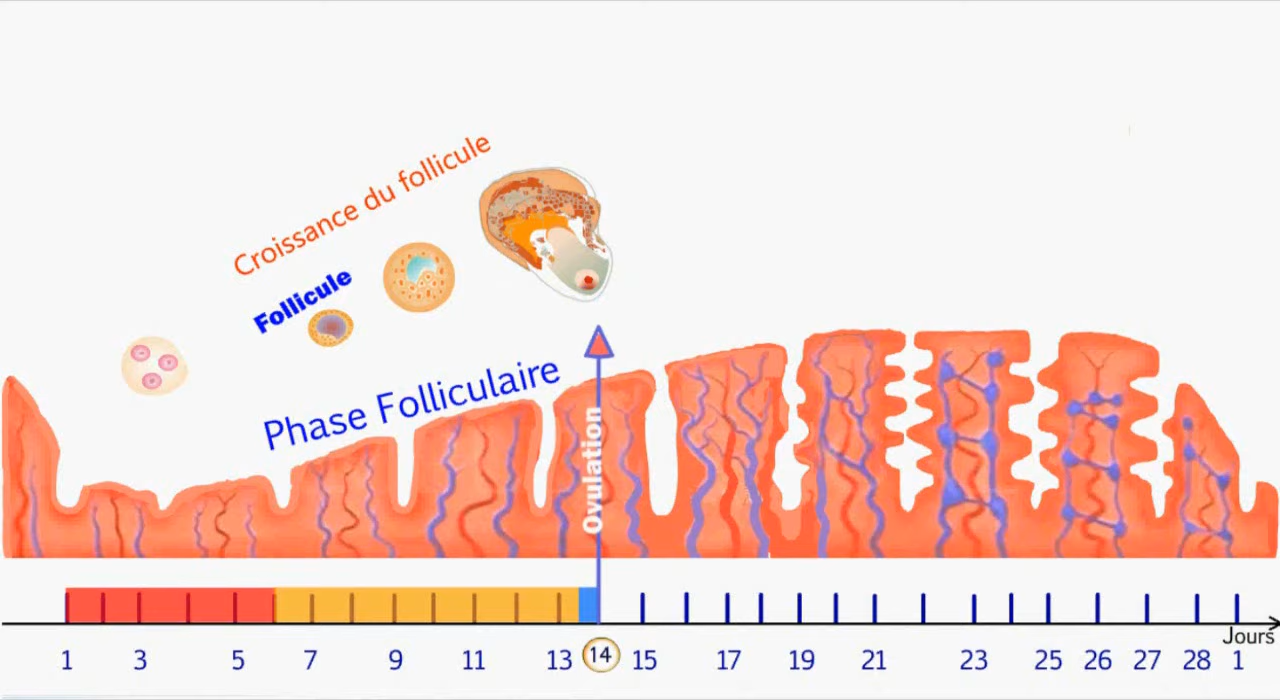 Croissance du follicule
Follicule
Phase Folliculaire
Ovulation
Jours
1 3 5 7 9 11 13 14 15 17 19 21 23 25 26 27 28 1